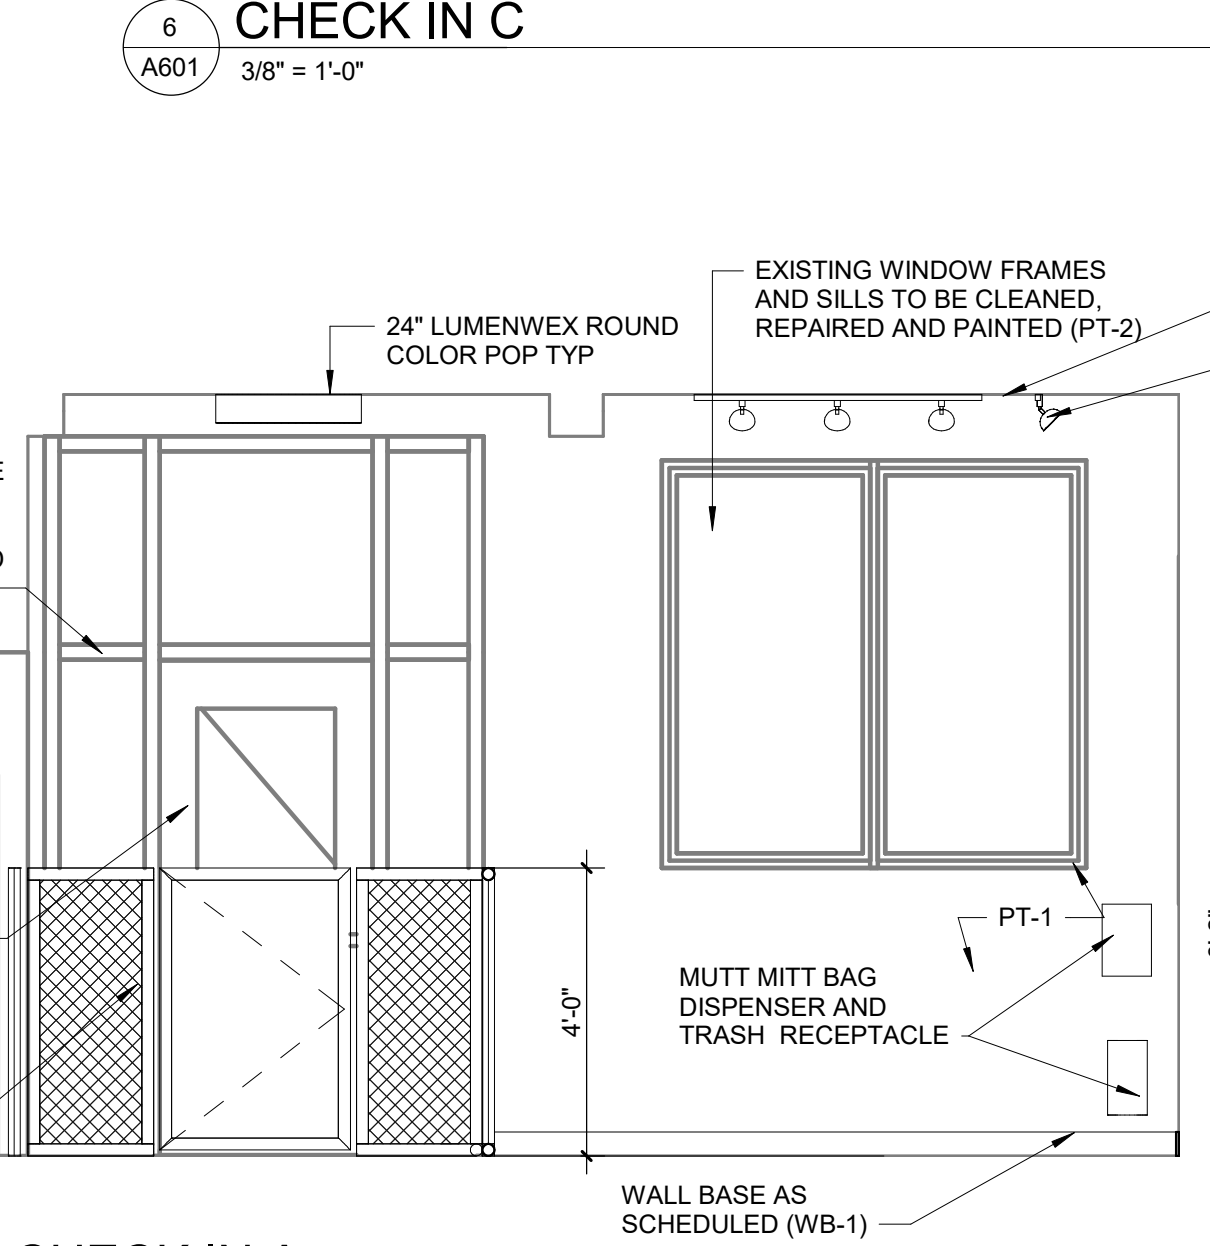 6
A601
CHECK IN C
3/8" = 1'-0"
EXISTING WINDOW FRAMES
AND SILLS TO BE CLEANED,
REPAIRED AND PAINTED (PT-2)
24" LUMENWEX ROUND
COLOR POP TYP
PT-1
MUTT MITT BAG
DISPENSER AND
TRASH RECEPTACLE
4'-0"
WALL BASE AS
SCHEDULED (WB-1)
CHECK IN